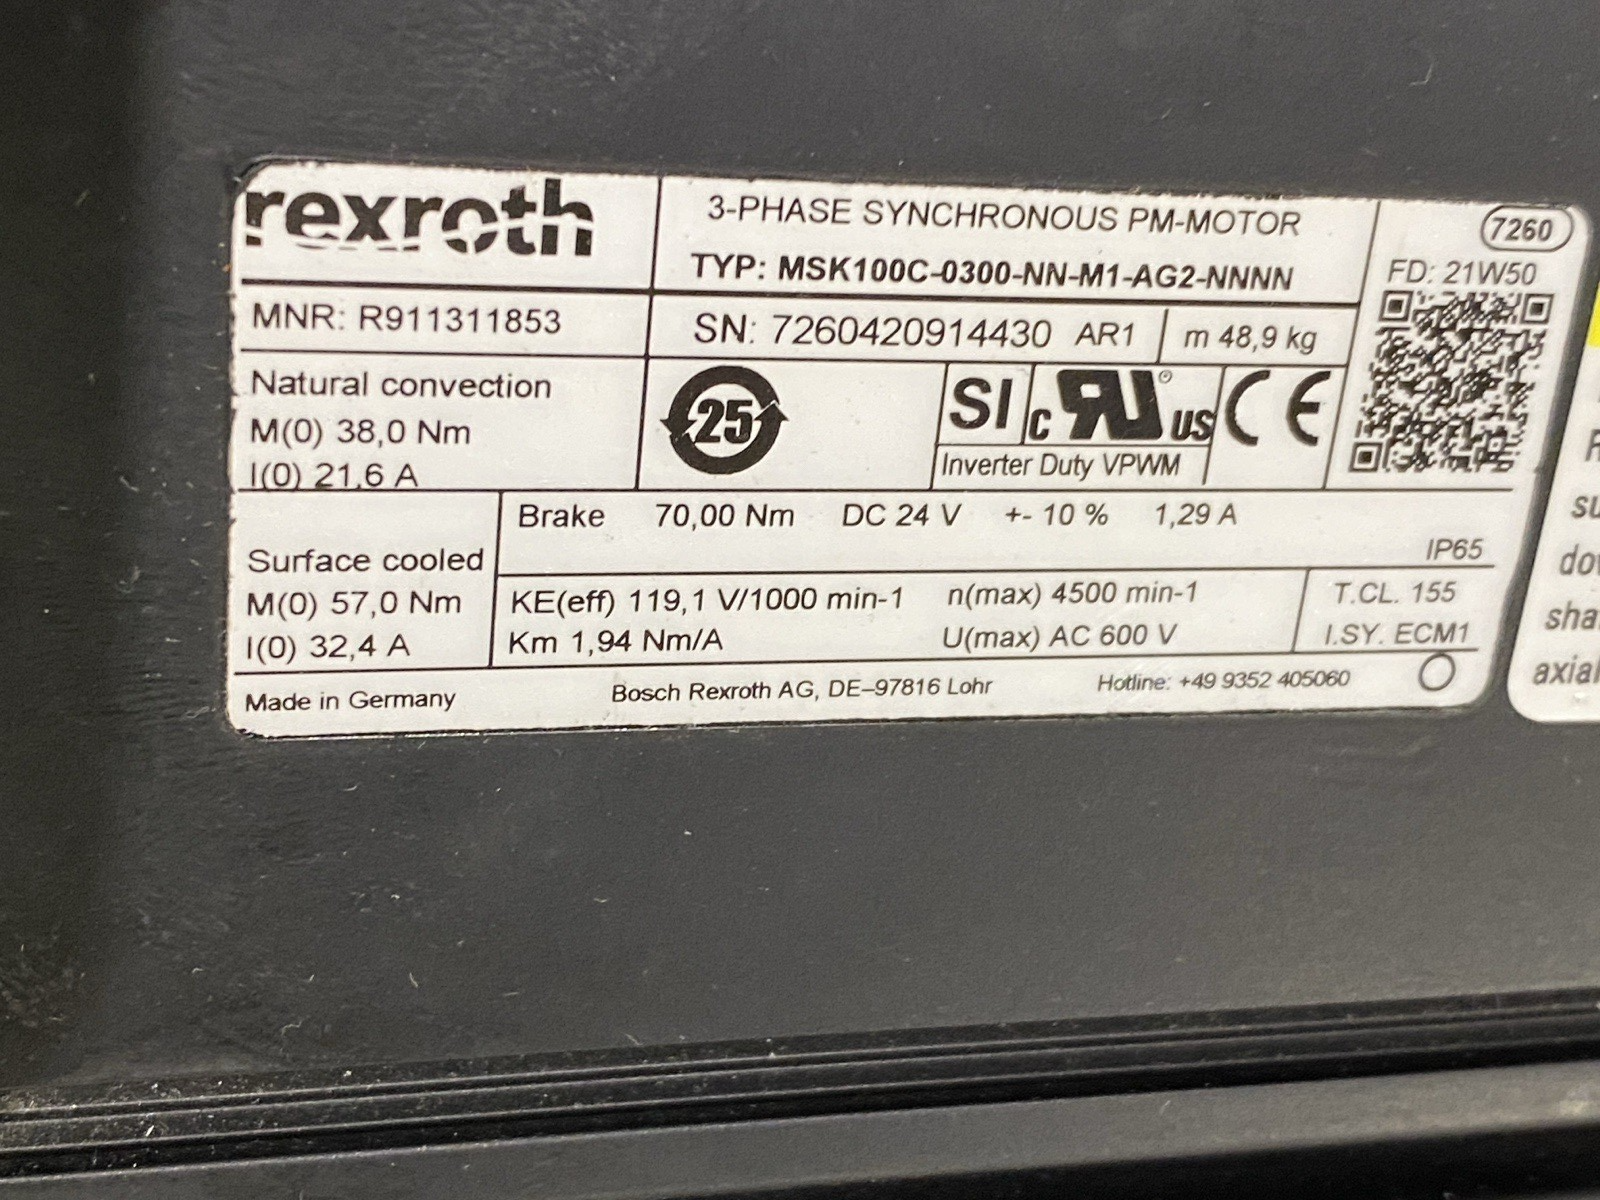 rexroth
3-PHASE SYNCHRONOUS PM-MOTOR
TYP: MSK100C-0300-NN-M1-AG2-NNNN
7260
FD: 21W50
MNR: R911311853
SN: 7260420914430 AR1
m 48,9 kg
Natural convection
M(0) 38,0 Nm
I(0) 21,6 A
25
SI
c RU® US
CE
Inverter Duty VPWM
Brake 70,00 Nm DC 24 V +- 10 % 1,29 A
IP65
Surface cooled
M(0) 57,0 Nm
I(0) 32,4 A
KE(eff) 119,1 V/1000 min-1 n(max) 4500 min-1
Km 1,94 Nm/A U(max) AC 600 V
T.CL. 155
I.SY. ECM1
Made in Germany
Bosch Rexroth AG, DE–97816 Lohr
Hotline: +49 9352 405060
axial